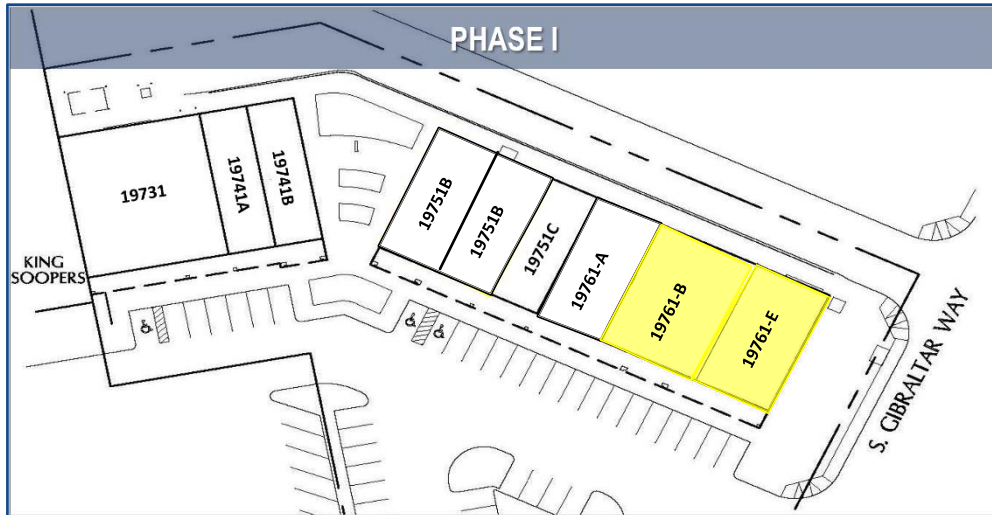 PHASE I
19731
19741A
19741B
19751B
19751B
19751C
19761-A
19761-B
19761-E
KING
SOOPERS
S. GIBRALTAR WAY